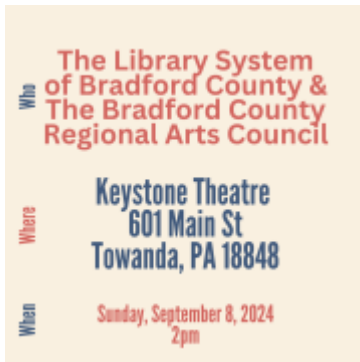 Who
The Library System
of Bradford County &
The Bradford County
Regional Arts Council
Where
Keystone Theatre
601 Main St
Towanda, PA 18848
When
Sunday, September 8, 2024
2pm